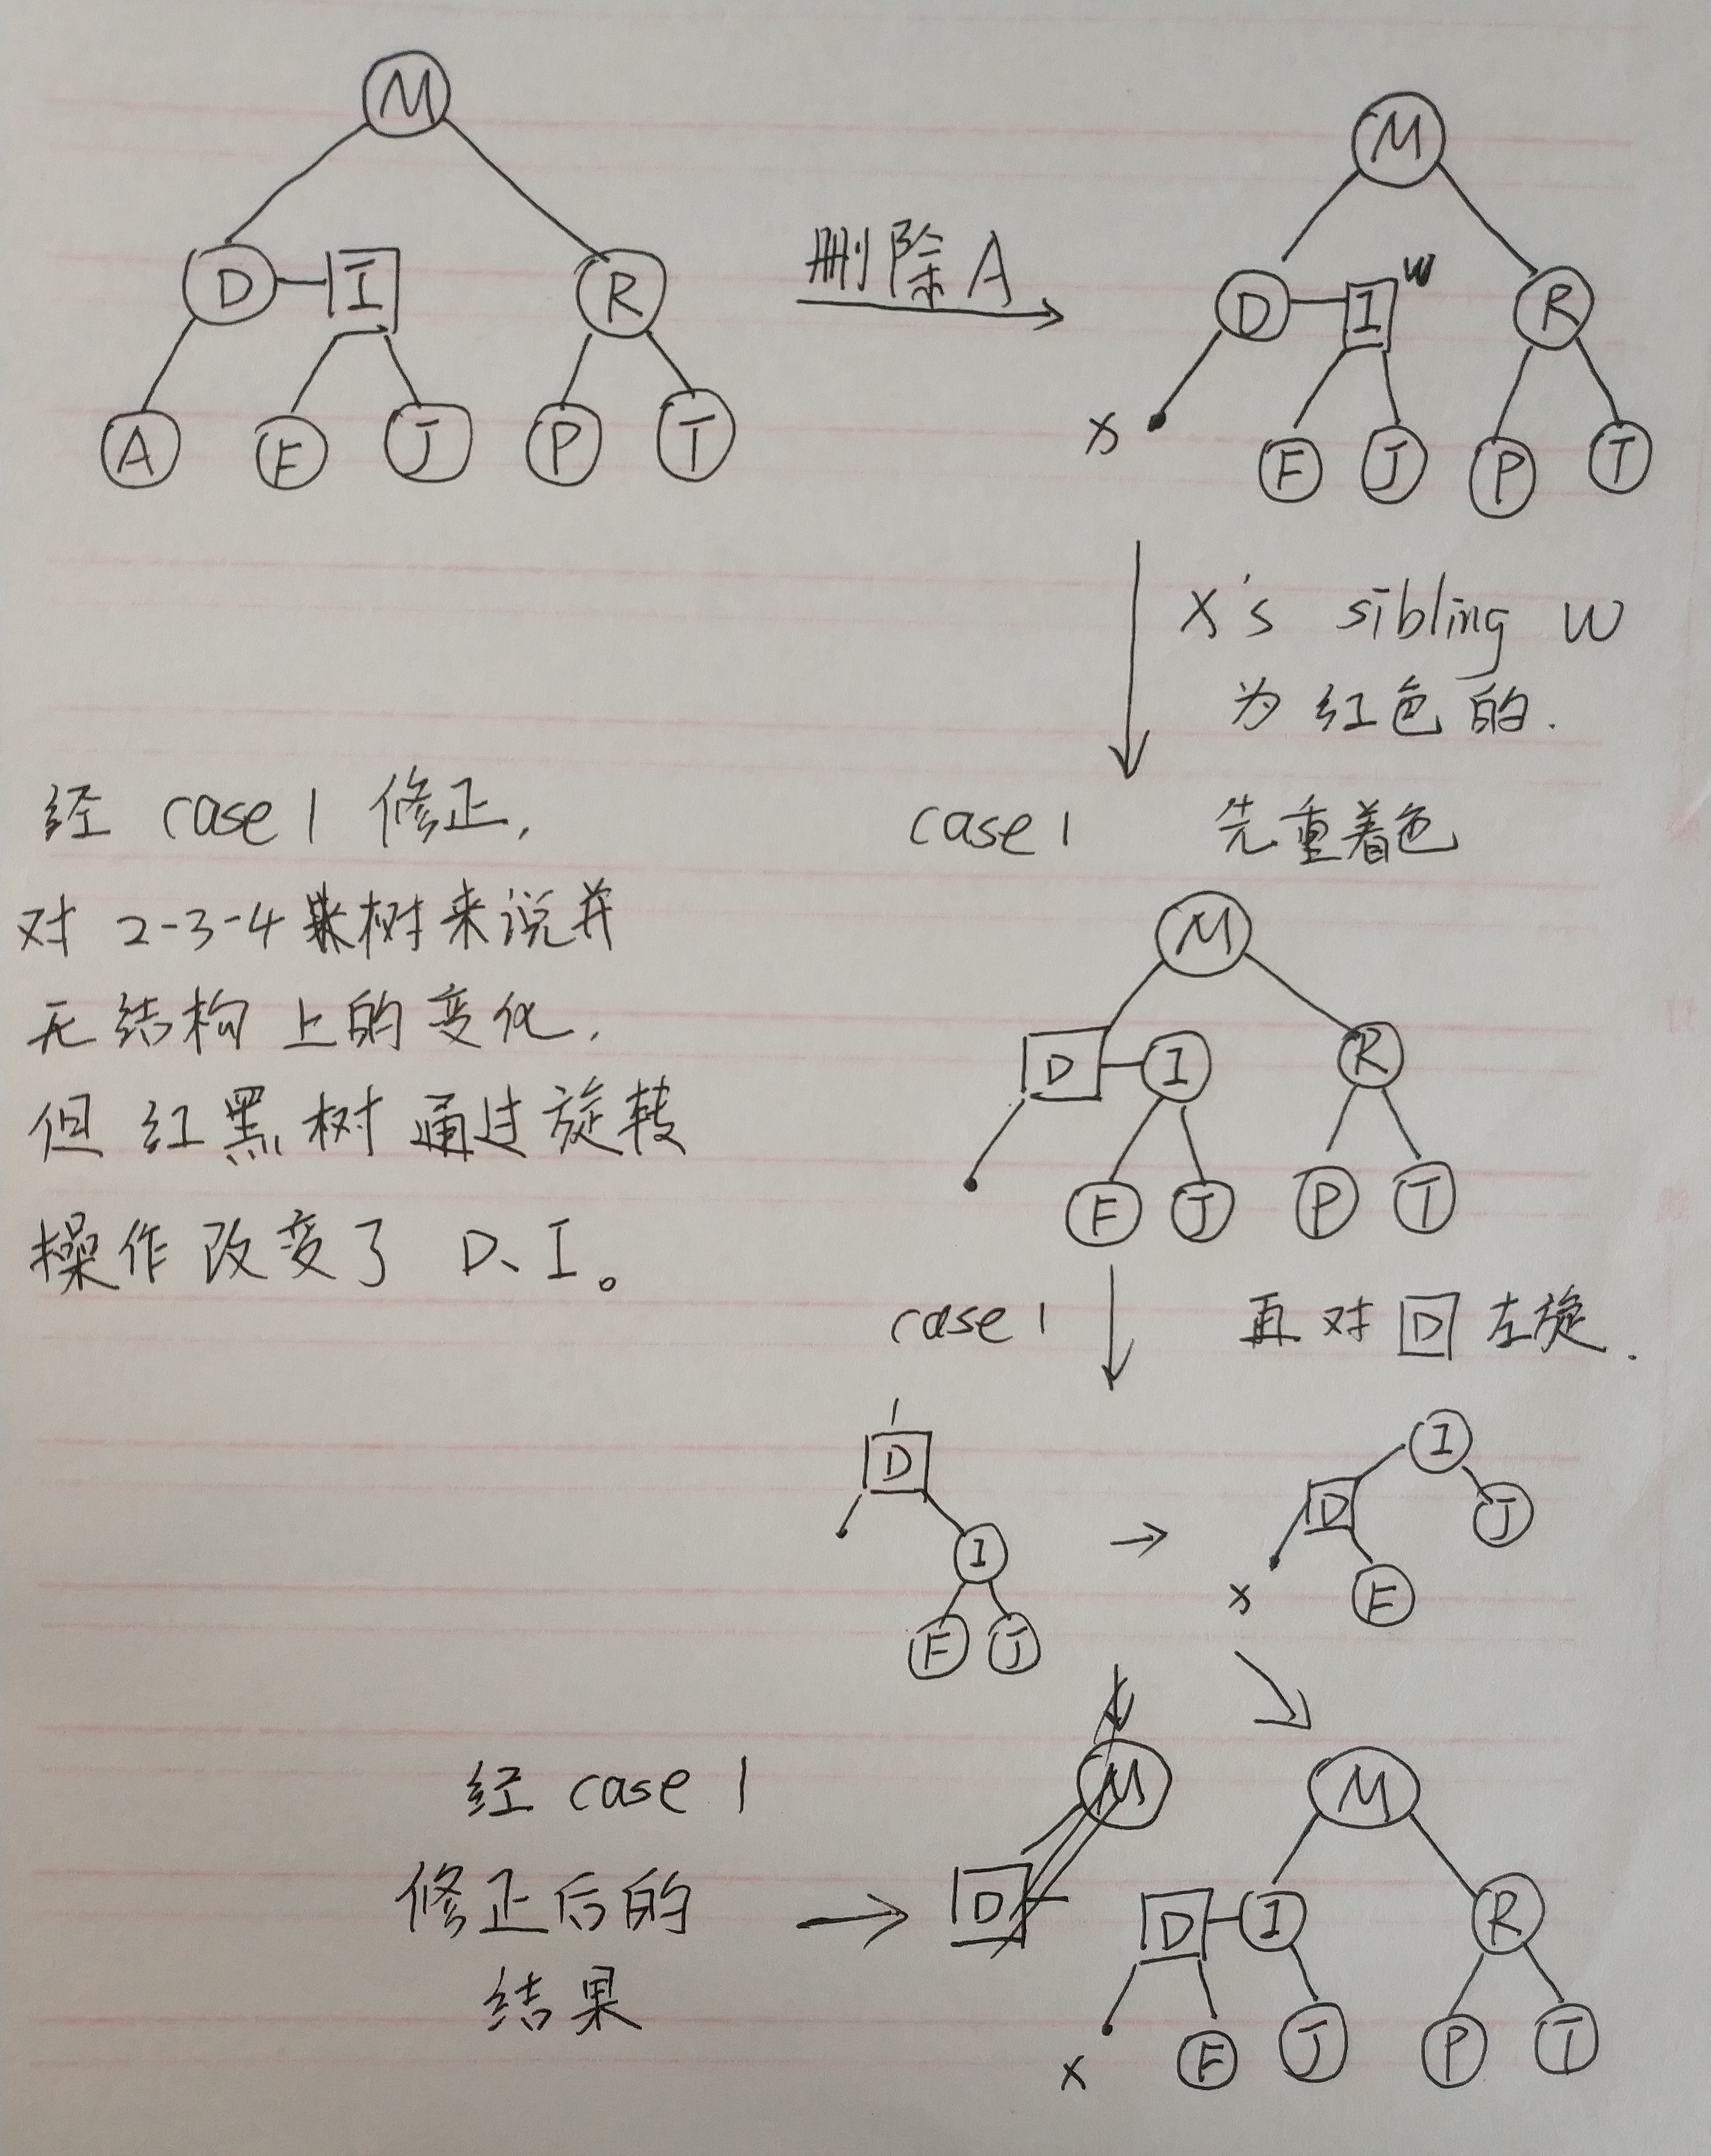 M
D I R
A F J P T
删除A
M
D I w R
x F J P T
x's sibling w
为红色的.
case 1 先重着色
M
D I R
F J P T
case 1 再对 D 左旋.
D
I
F J
I
D J
x F
经 case 1 修正,
对 2-3-4 树来说并
无结构上的变化,
但红黑树通过旋转
操作改变了 D、I。
经 case 1
修正后的
结果
M
D
M
D I R
x F J P T